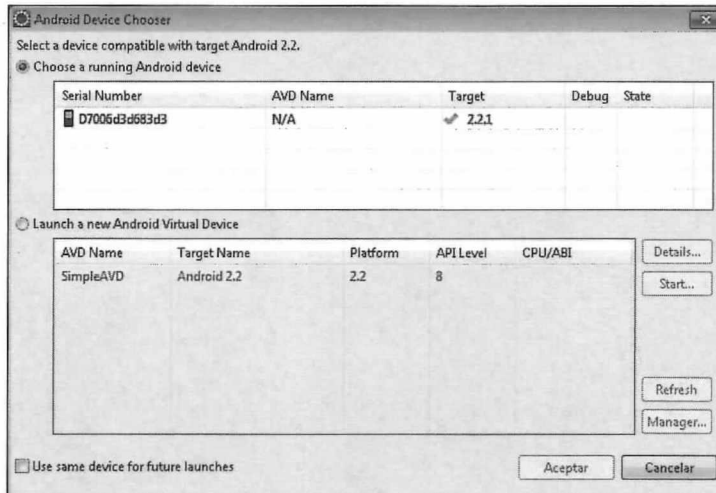 Android Device Chooser
Select a device compatible with target Android 2.2.
Choose a running Android device
Serial Number AVD Name Target Debug State
D7006d3d683d3 N/A 2.2.1
Launch a new Android Virtual Device
AVD Name Target Name Platform API Level CPU/ABI
SimpleAVD Android 2.2 2.2 8
Details...
Start...
Refresh
Manager...
Use same device for future launches
Aceptar Cancelar